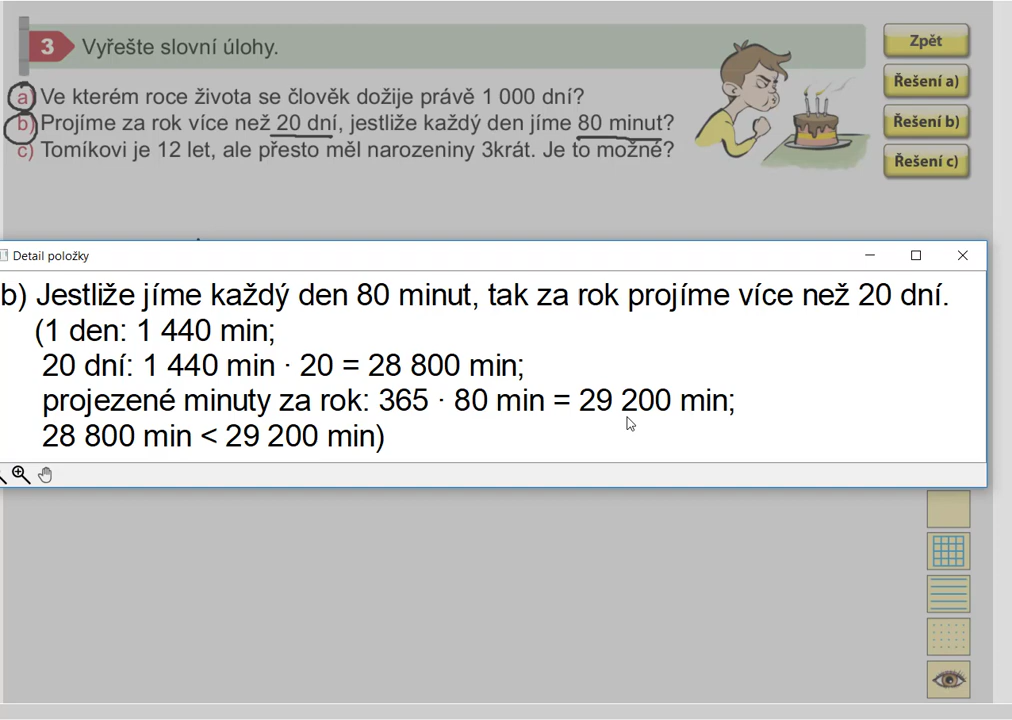 3 Vyřešte slovní úlohy.
Zpět
Řešení a)
Řešení b)
Řešení c)
a) Ve kterém roce života se člověk dožije právě 1 000 dní?
b) Projíme za rok více než 20 dní, jestliže každý den jíme 80 minut?
c) Tomíkovi je 12 let, ale přesto měl narozeniny 3krát. Je to možné?
Detail položky
b) Jestliže jíme každý den 80 minut, tak za rok projíme více než 20 dní.
(1 den: 1 440 min;
20 dní: 1 440 min · 20 = 28 800 min;
projezené minuty za rok: 365 · 80 min = 29 200 min;
28 800 min < 29 200 min)